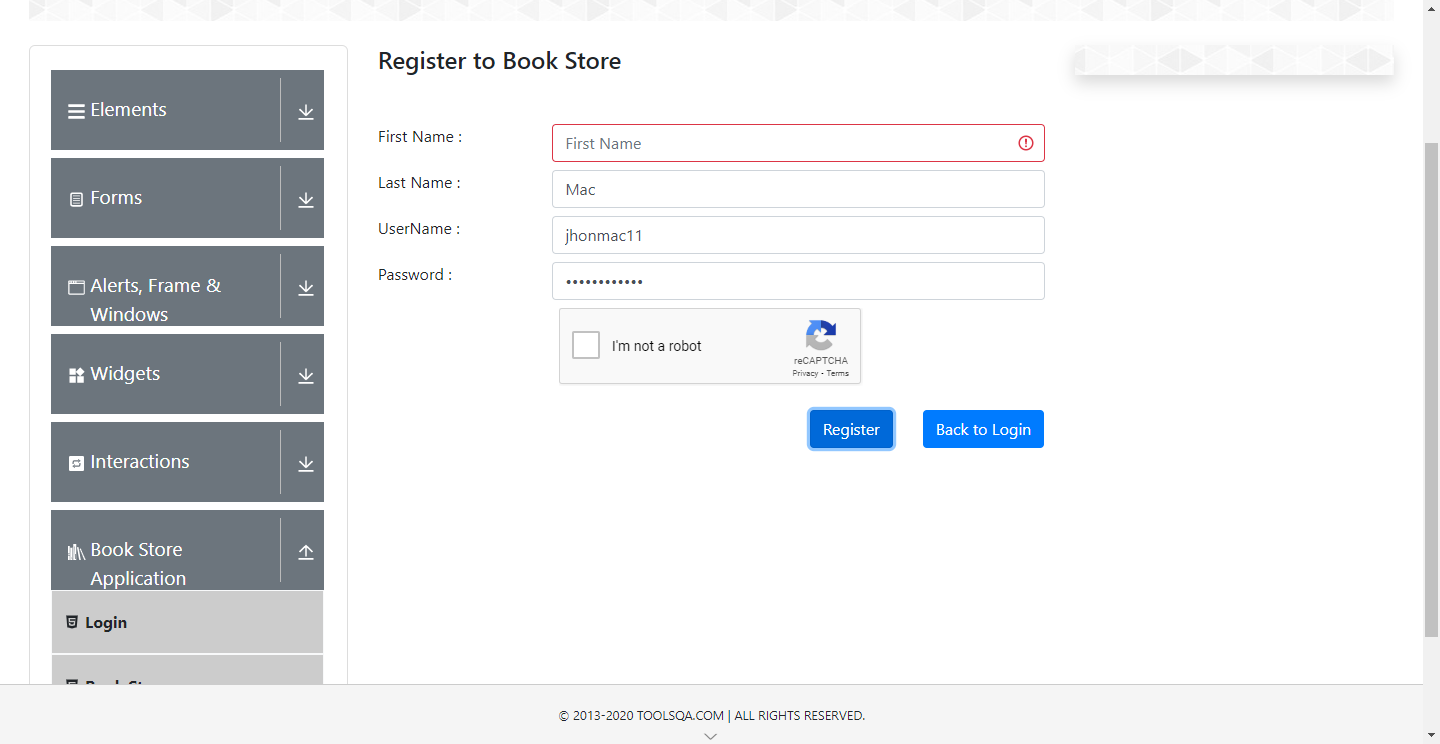 Elements
Forms
Alerts, Frame &
Windows
Widgets
Interactions
Book Store
Application
Login
Register to Book Store
First Name :
First Name
Last Name :
Mac
UserName :
jhonmac11
Password :
••••••••••••
I'm not a robot
reCAPTCHA
Privacy - Terms
Register
Back to Login
© 2013-2020 TOOLSQA.COM | ALL RIGHTS RESERVED.